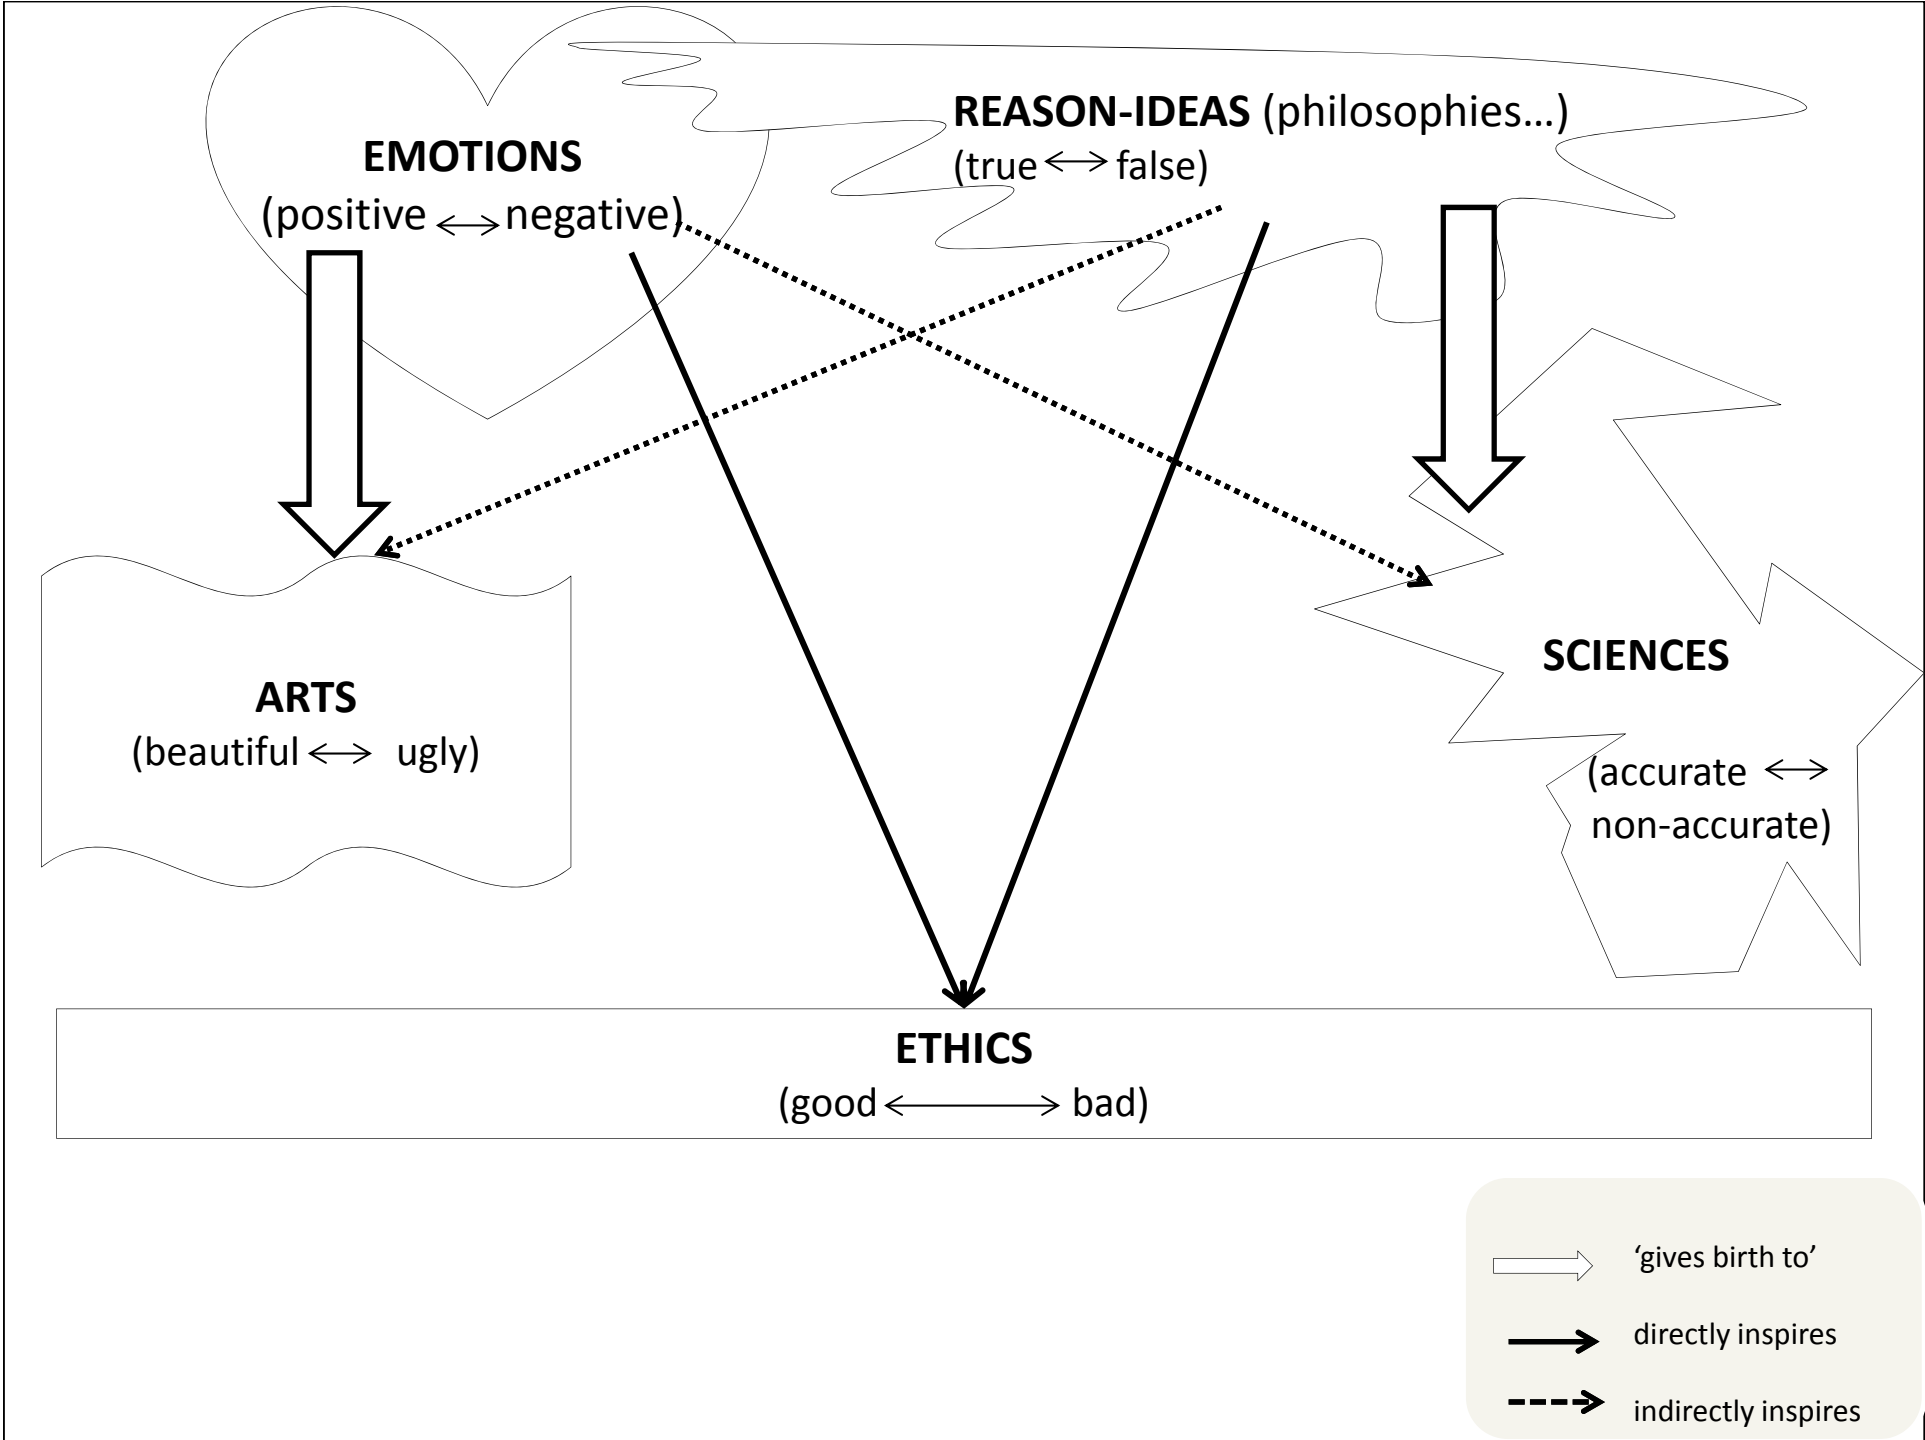 EMOTIONS
(positive ⟷ negative)
REASON-IDEAS (philosophies…)
(true ⟷ false)
ARTS
(beautiful ⟷ ugly)
SCIENCES
(accurate ⟷
non-accurate)
ETHICS
(good ⟷ bad)
‘gives birth to’
directly inspires
indirectly inspires